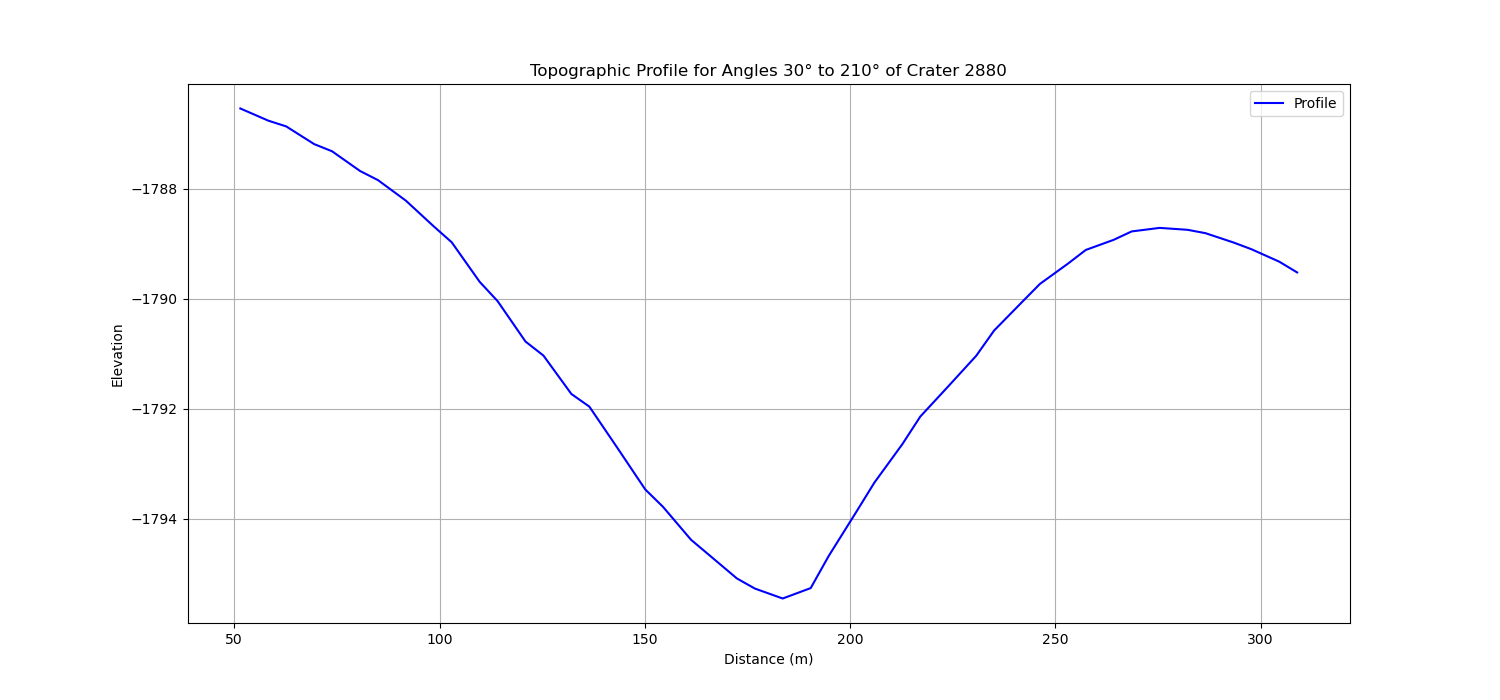 Topographic Profile for Angles 30° to 210° of Crater 2880
Profile
−1788
−1790
−1792
−1794
Elevation
50
100
150
200
250
300
Distance (m)